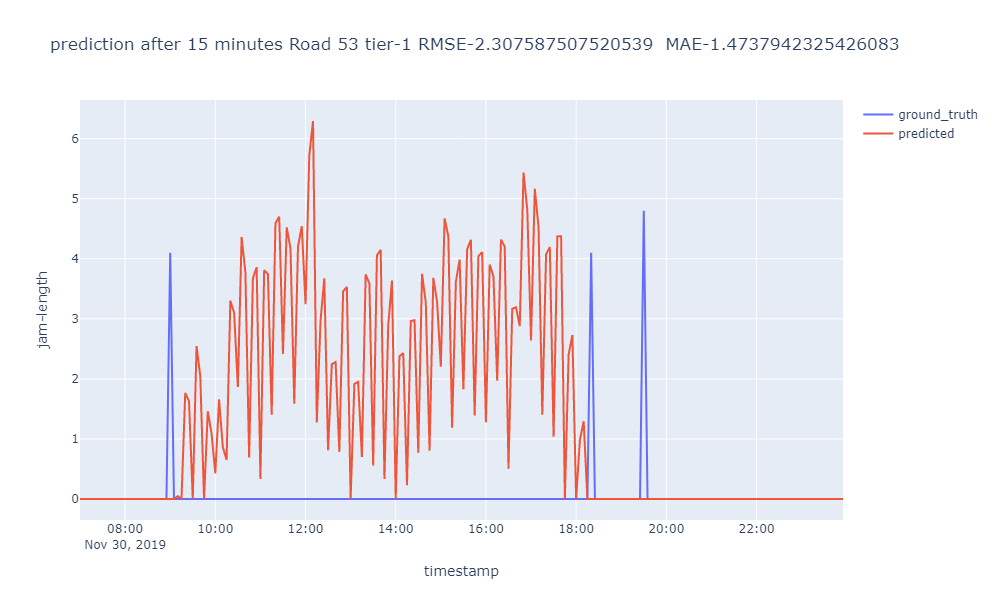 prediction after 15 minutes Road 53 tier-1 RMSE-2.307587507520539  MAE-1.4737942325426083
ground_truth
predicted
6
5
4
3
2
1
0
jam-length
08:00 10:00 12:00 14:00 16:00 18:00 20:00 22:00
Nov 30, 2019
timestamp